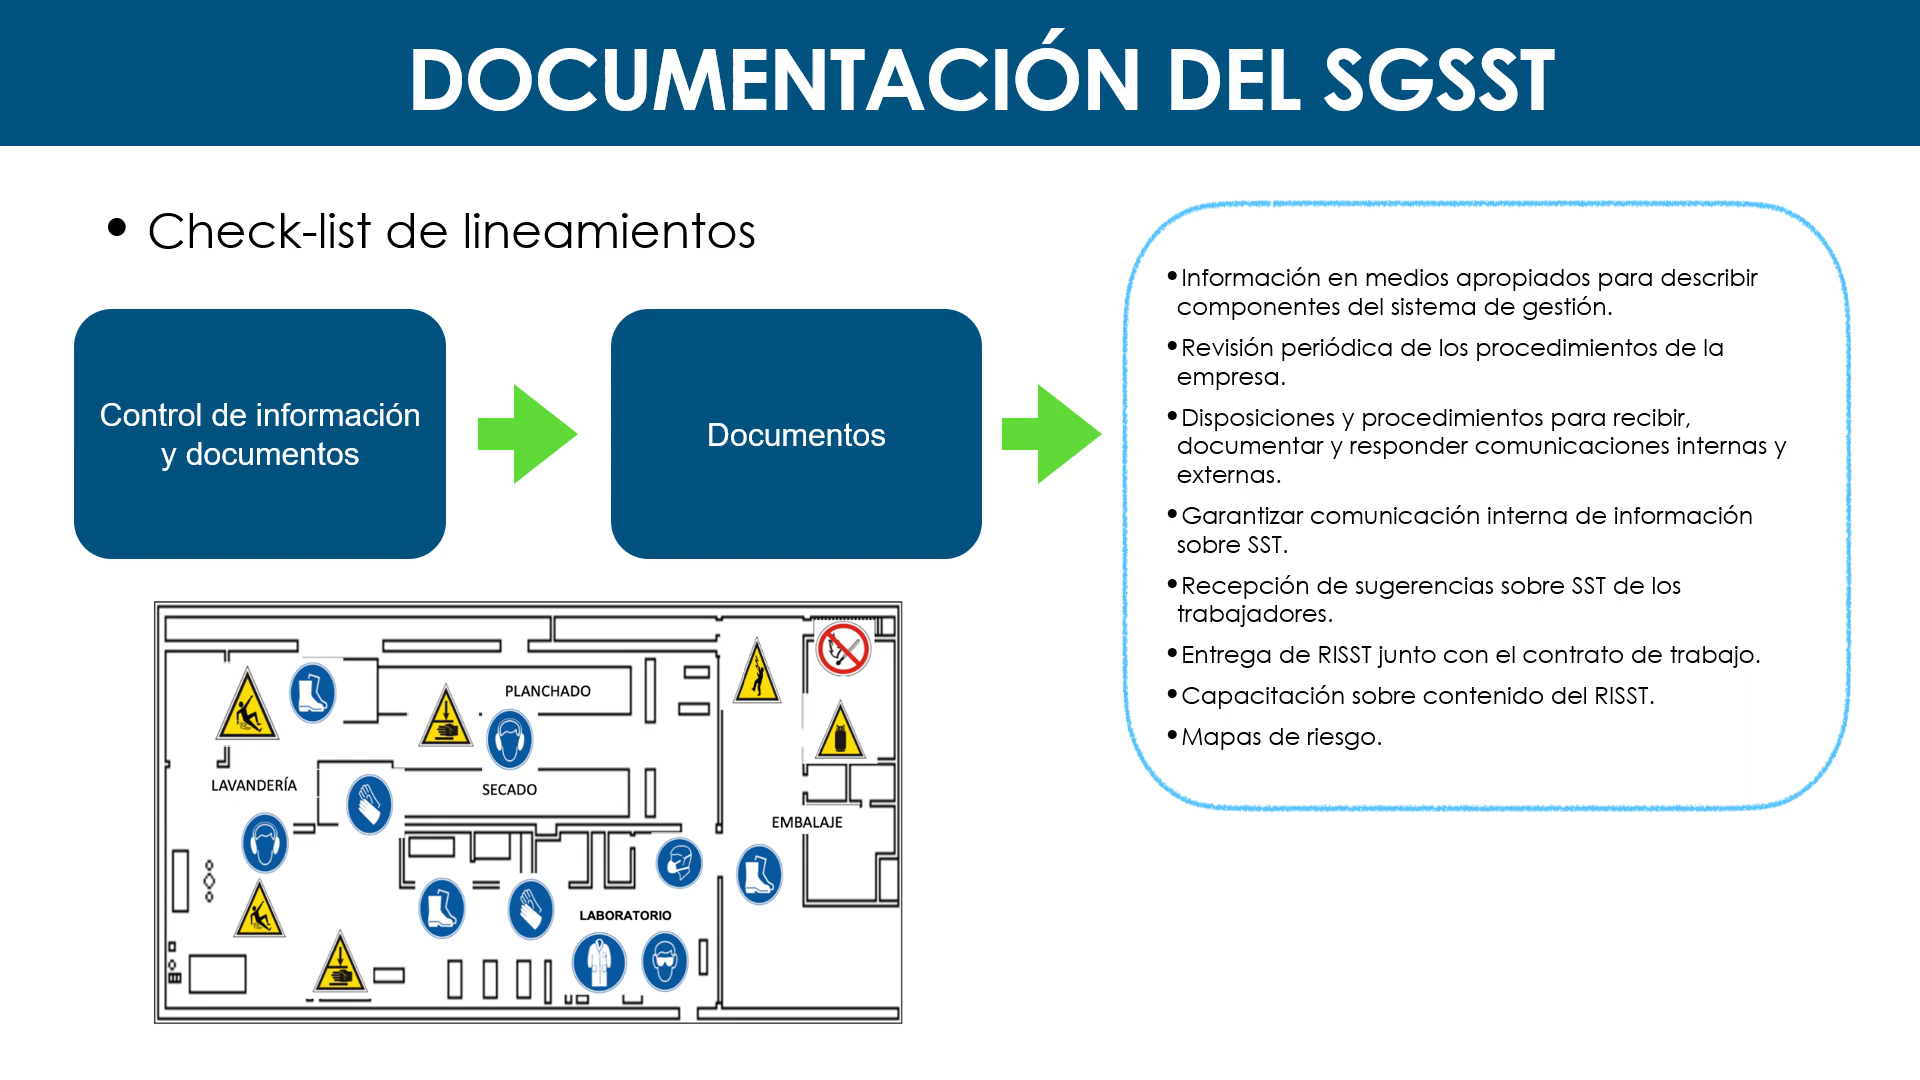 DOCUMENTACIÓN DEL SGSST
• Check-list de lineamientos
Control de información
y documentos
Documentos
•Información en medios apropiados para describir
componentes del sistema de gestión.
•Revisión periódica de los procedimientos de la
empresa.
•Disposiciones y procedimientos para recibir,
documentar y responder comunicaciones internas y
externas.
•Garantizar comunicación interna de información
sobre SST.
•Recepción de sugerencias sobre SST de los
trabajadores.
•Entrega de RISST junto con el contrato de trabajo.
•Capacitación sobre contenido del RISST.
•Mapas de riesgo.
PLANCHADO
LAVANDERÍA
SECADO
EMBALAJE
LABORATORIO